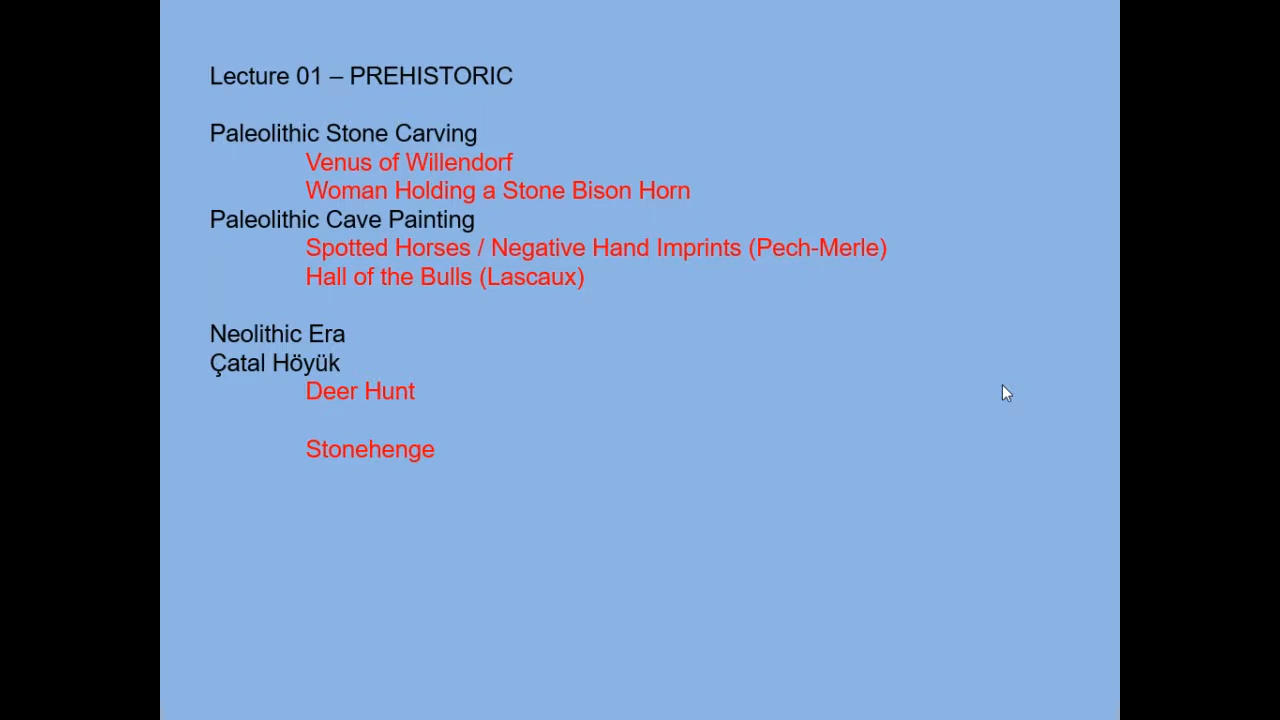 Lecture 01 – PREHISTORIC
Paleolithic Stone Carving
Venus of Willendorf
Woman Holding a Stone Bison Horn
Paleolithic Cave Painting
Spotted Horses / Negative Hand Imprints (Pech-Merle)
Hall of the Bulls (Lascaux)
Neolithic Era
Çatal Höyük
Deer Hunt
Stonehenge